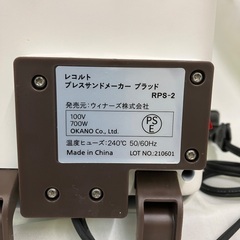 レコルト
プレスサンドメーカー プラッド
RPS-2
発売元：ウィナーズ株式会社
100V
700W
OKANO Co., Ltd.
PSE
温度ヒューズ：240℃ 50/60Hz
Made in China
LOT NO.;210601